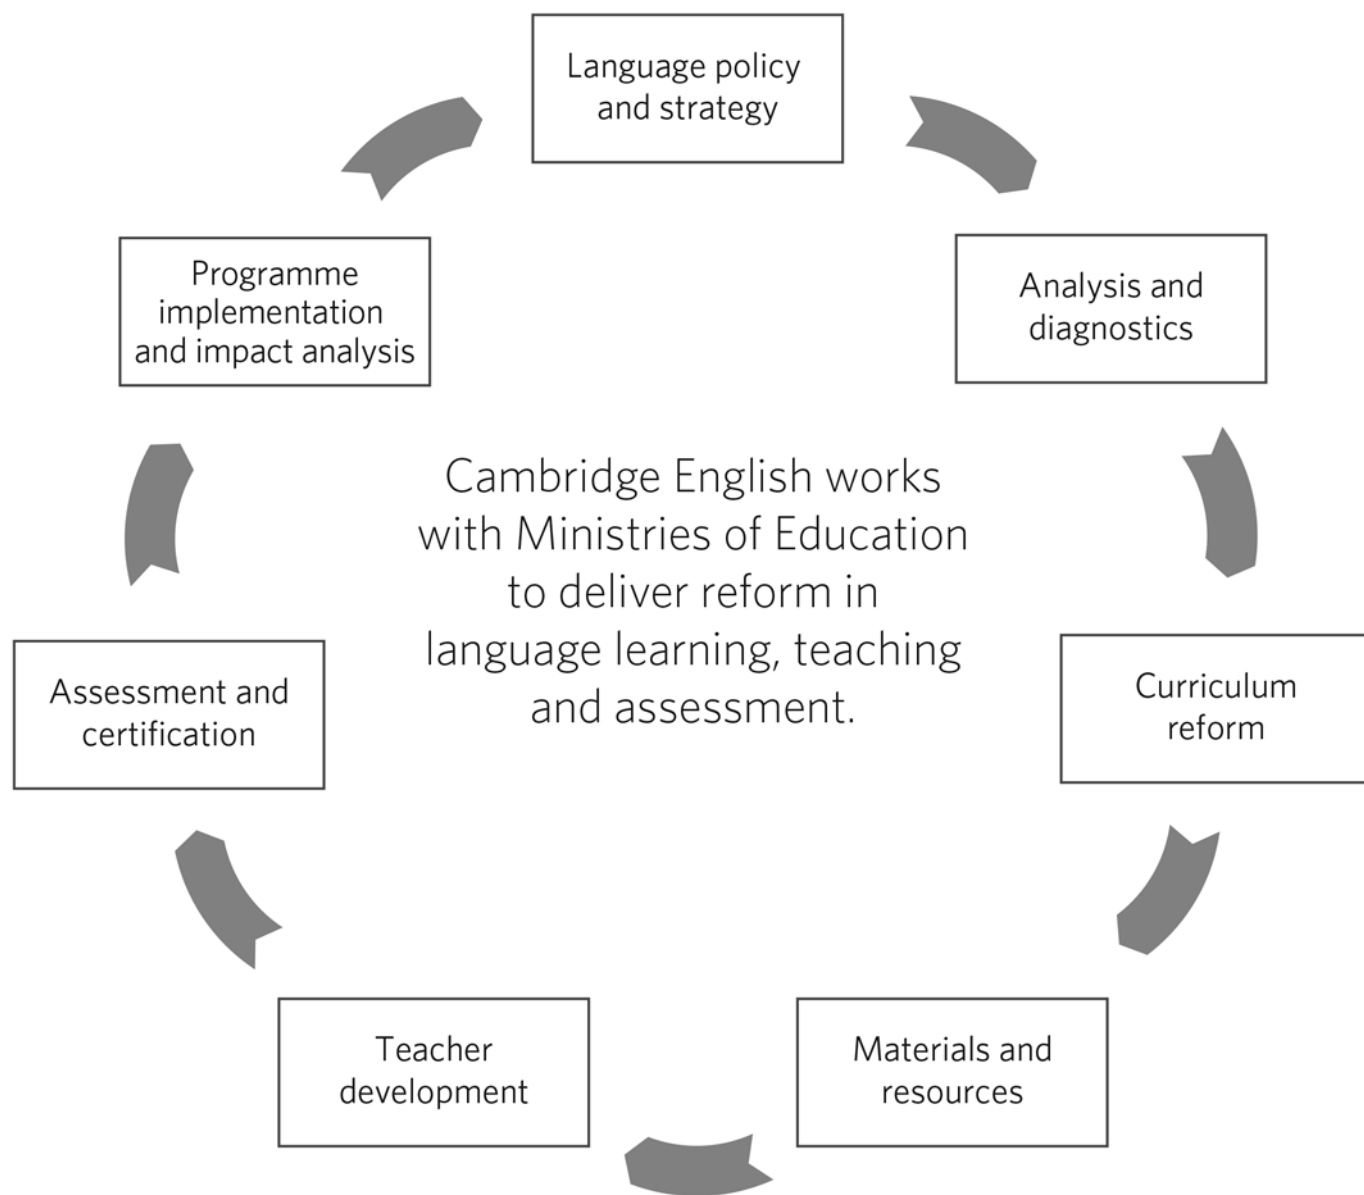 Language policy
and strategy
Analysis and
diagnostics
Curriculum
reform
Materials and
resources
Teacher
development
Assessment and
certification
Programme
implementation
and impact analysis
Cambridge English works
with Ministries of Education
to deliver reform in
language learning, teaching
and assessment.